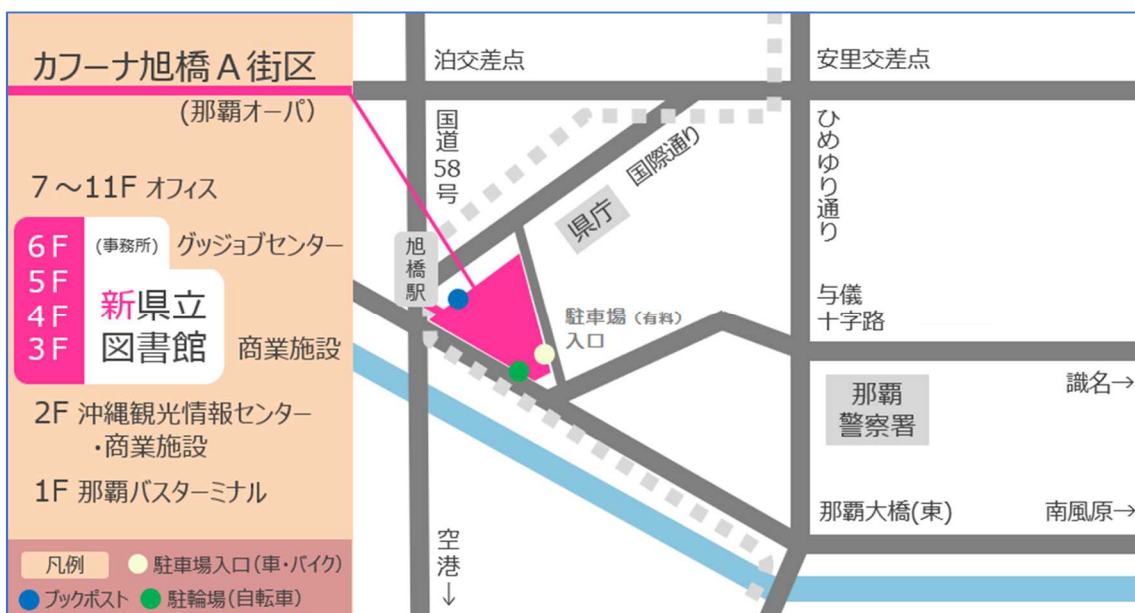 カフーナ旭橋A街区
(那覇オーパ)
7～11F オフィス
6F
(事務所)
グッジョブセンター
5F
4F
3F
新県立
図書館
商業施設
2F 沖縄観光情報センター
・商業施設
1F 那覇バスターミナル
凡例
駐車場入口(車・バイク)
ブックポスト
駐輪場(自転車)
泊交差点
安里交差点
国道58号
国際通り
ひめゆり通り
県庁
旭橋駅
駐車場(有料)
入口
与儀
十字路
識名→
那覇
警察署
那覇大橋(東)
南風原→
空港↓